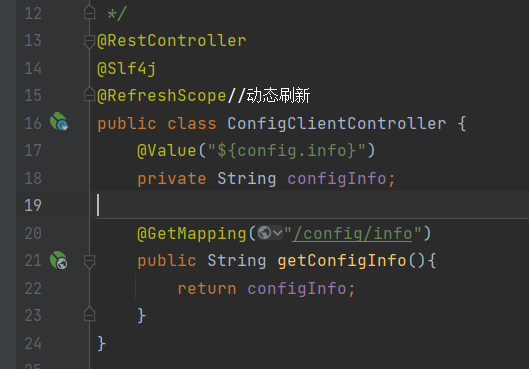 12 */
13 @RestController
14 @Slf4j
15 @RefreshScope//动态刷新
16 public class ConfigClientController {
17 @Value("${config.info}")
18 private String configInfo;
19
20 @GetMapping("/config/info")
21 public String getConfigInfo(){
22 return configInfo;
23 }
24 }